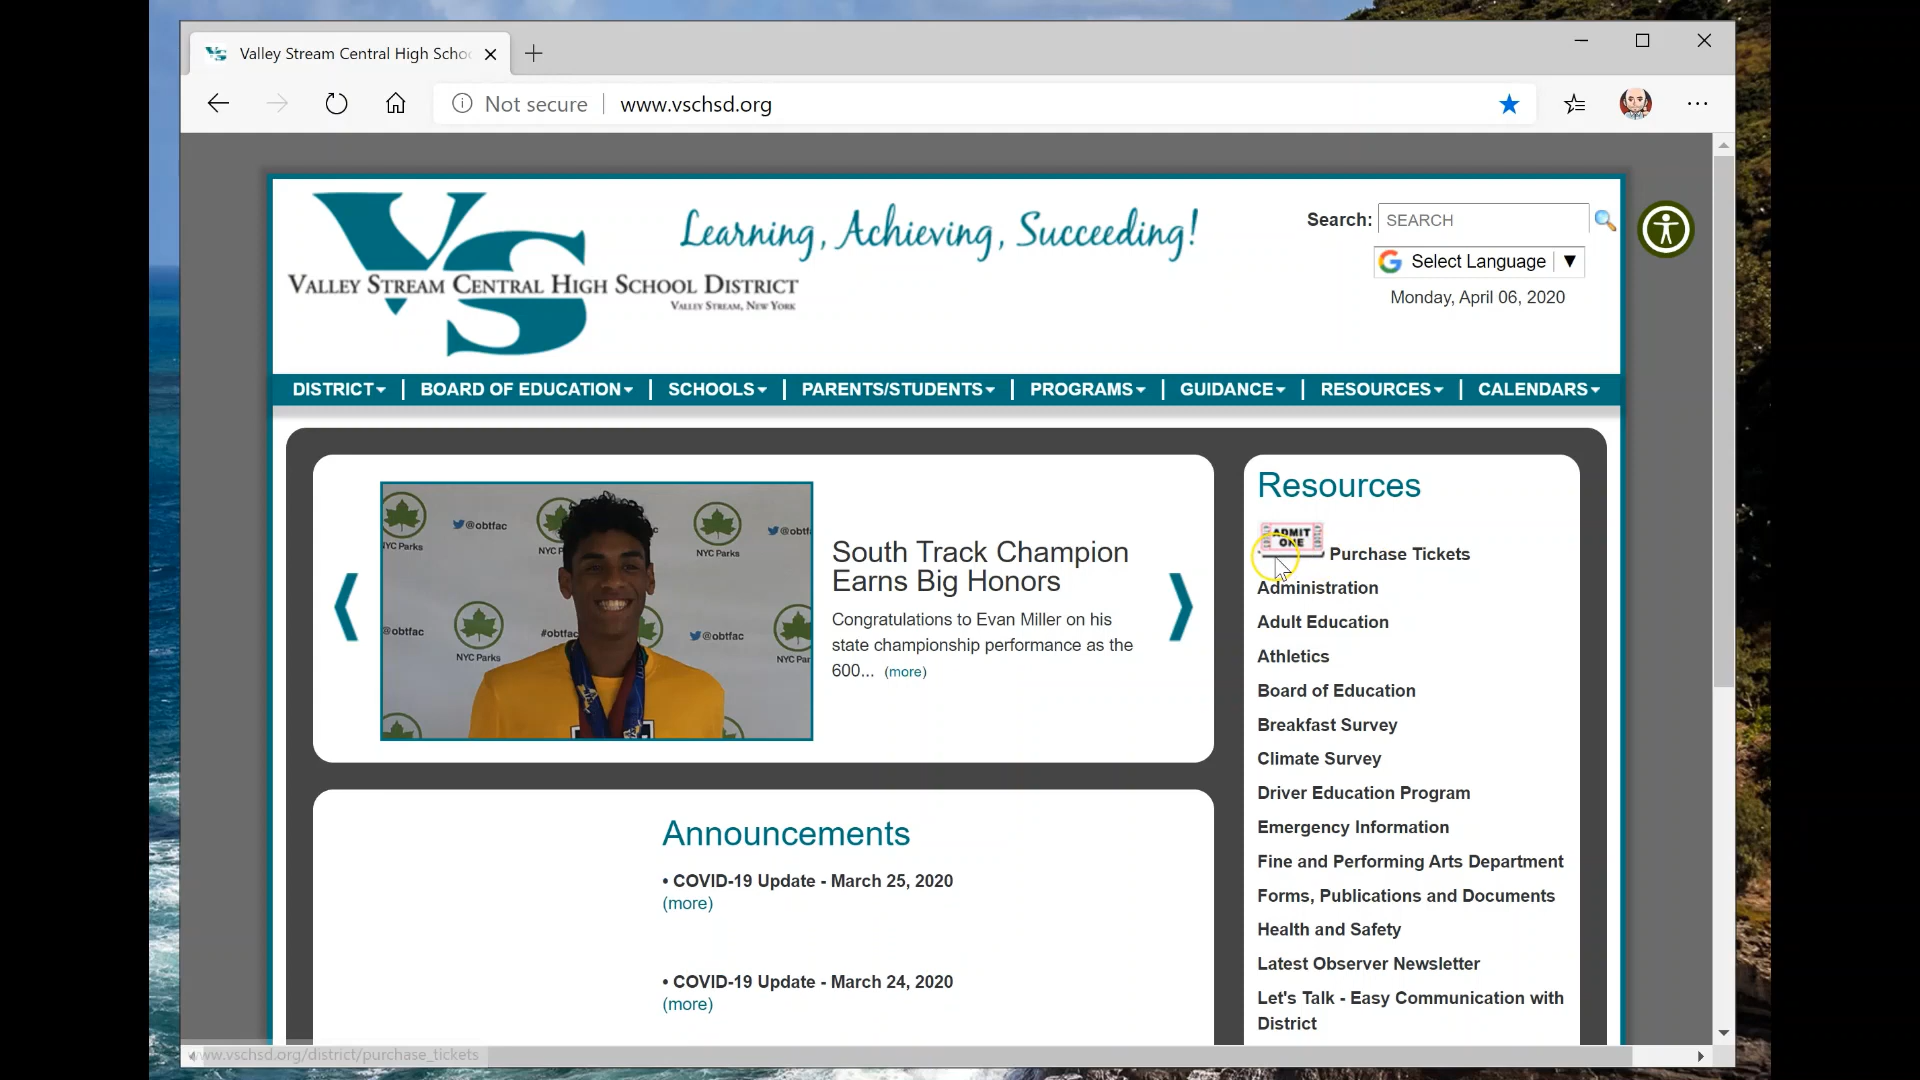 Valley Stream Central High Scho
Not secure
www.vschsd.org
VS
VALLEY STREAM CENTRAL HIGH SCHOOL DISTRICT
VALLEY STREAM, NEW YORK
Learning, Achieving, Succeeding!
Search: SEARCH
Select Language ▼
Monday, April 06, 2020
DISTRICT | BOARD OF EDUCATION | SCHOOLS | PARENTS/STUDENTS | PROGRAMS | GUIDANCE | RESOURCES | CALENDARS
@obtfac
NYC Parks
South Track Champion
Earns Big Honors
Congratulations to Evan Miller on his
state championship performance as the
600... (more)
Announcements
• COVID-19 Update - March 25, 2020
(more)
• COVID-19 Update - March 24, 2020
(more)
Resources
ADMIT
ONE
Purchase Tickets
Administration
Adult Education
Athletics
Board of Education
Breakfast Survey
Climate Survey
Driver Education Program
Emergency Information
Fine and Performing Arts Department
Forms, Publications and Documents
Health and Safety
Latest Observer Newsletter
Let's Talk - Easy Communication with
District
www.vschsd.org/district/purchase_tickets